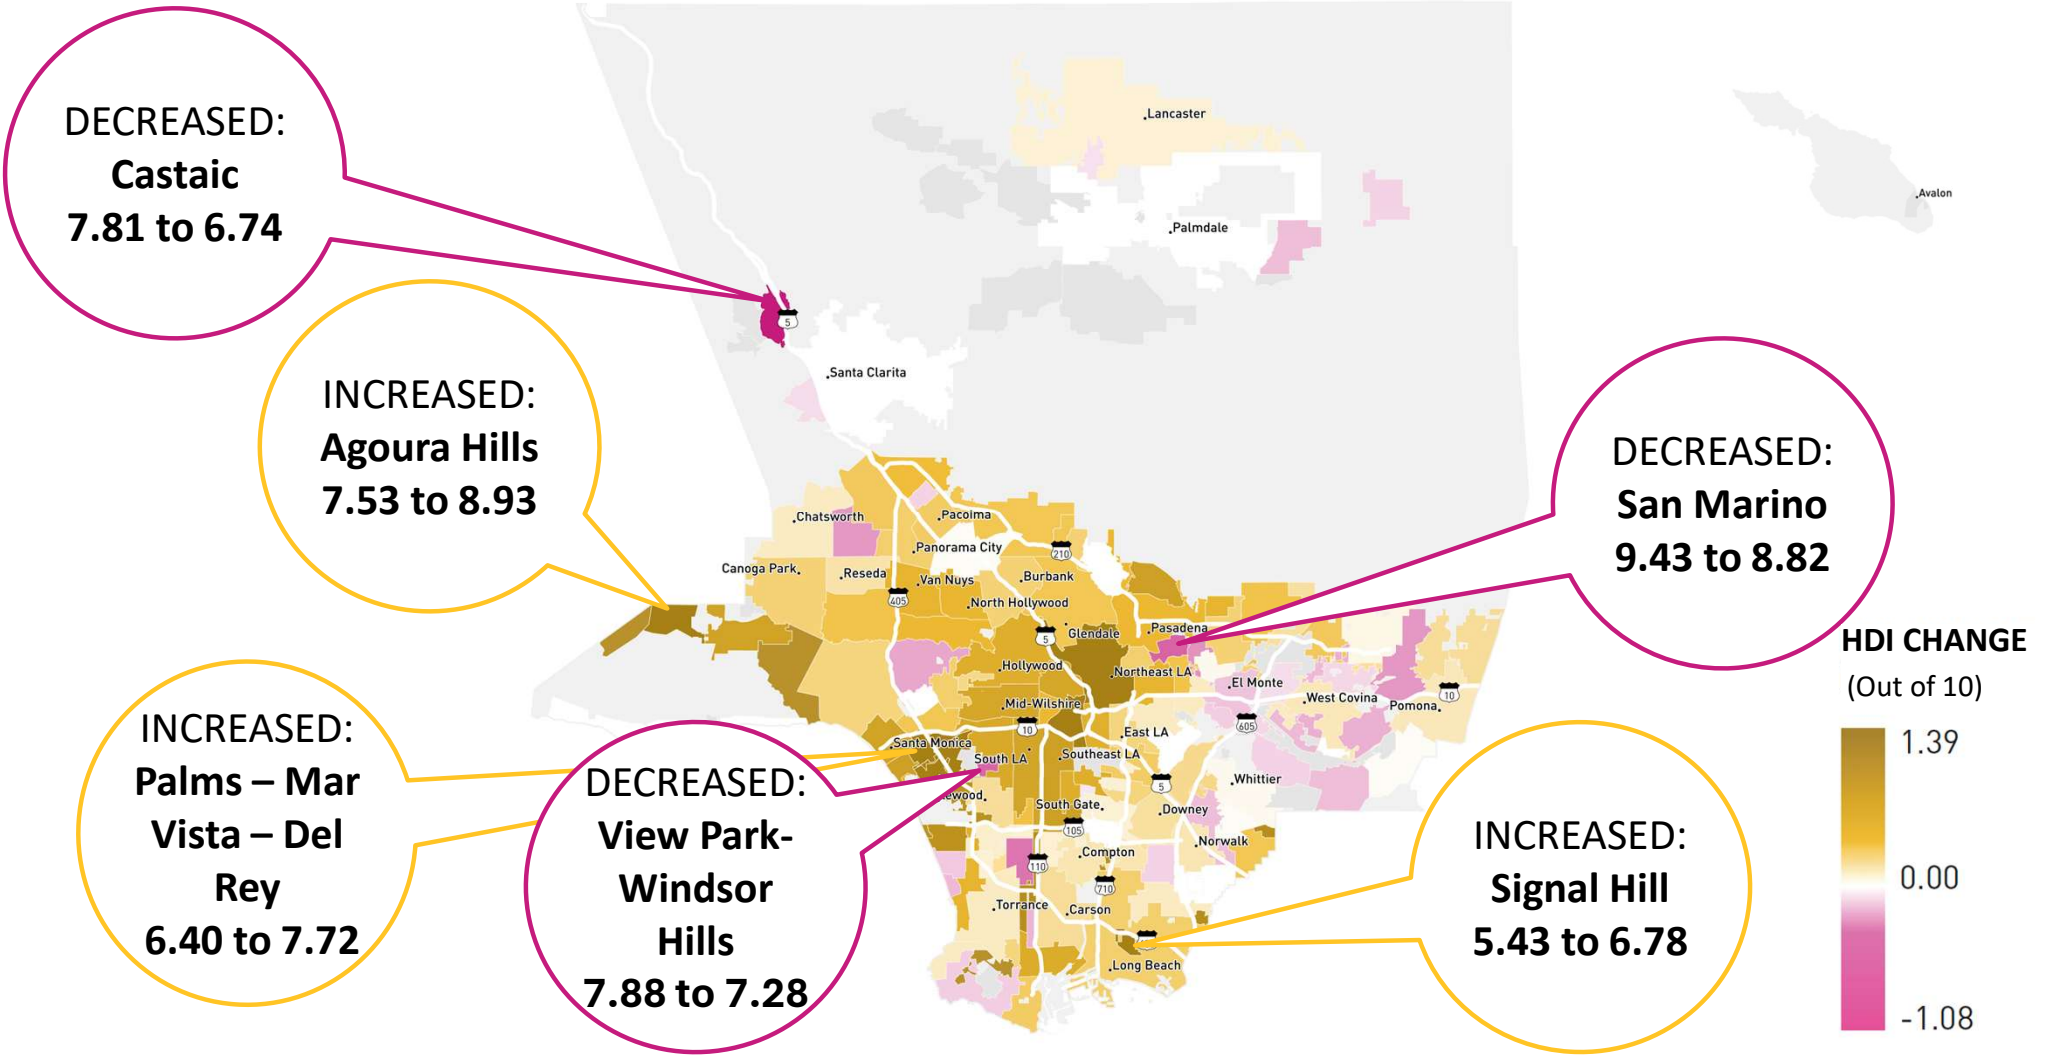 DECREASED:
Castaic
7.81 to 6.74
INCREASED:
Agoura Hills
7.53 to 8.93
INCREASED:
Palms – Mar
Vista – Del
Rey
6.40 to 7.72
DECREASED:
View Park-
Windsor
Hills
7.88 to 7.28
DECREASED:
San Marino
9.43 to 8.82
INCREASED:
Signal Hill
5.43 to 6.78
HDI CHANGE
(Out of 10)
1.39
0.00
-1.08
Lancaster
Palmdale
Avalon
5
Santa Clarita
Chatsworth
Pacoima
Panorama City
210
Canoga Park
Reseda
Van Nuys
Burbank
405
North Hollywood
5
Glendale
Pasadena
Hollywood
Northeast LA
El Monte
West Covina
10
Pomona
Mid-Wilshire
10
605
East LA
Santa Monica
South LA
Southeast LA
Whittier
5
ewood
South Gate
Downey
105
Norwalk
Compton
110
710
Torrance
Carson
Long Beach